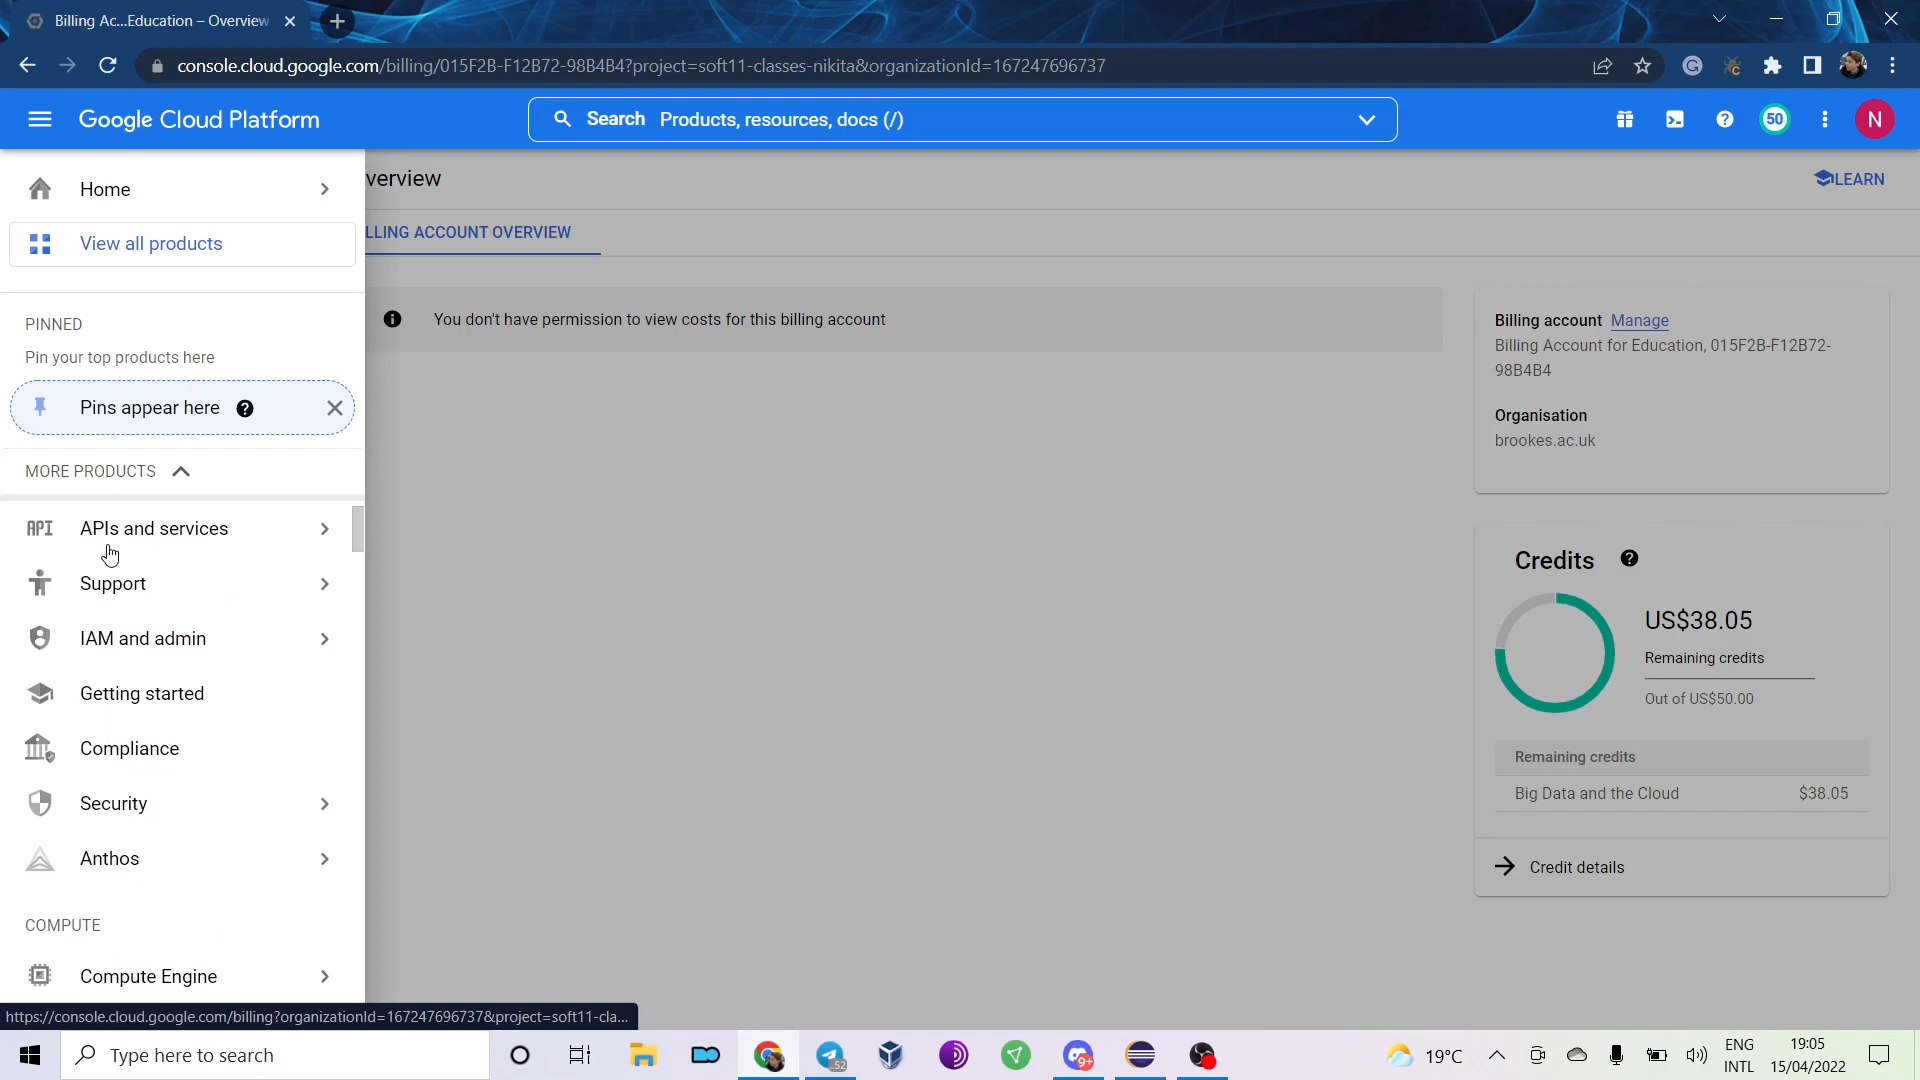 Billing Ac...Education – Overview
console.cloud.google.com/billing/015F2B-F12B72-98B4B4?project=soft11-classes-nikita&organizationId=167247696737
Google Cloud Platform
Search Products, resources, docs (/)
50
N
Home
View all products
PINNED
Pin your top products here
Pins appear here
MORE PRODUCTS
API APIs and services
Support
IAM and admin
Getting started
Compliance
Security
Anthos
COMPUTE
Compute Engine
https://console.cloud.google.com/billing?organizationId=167247696737&project=soft11-cla...
verview
LEARN
LLING ACCOUNT OVERVIEW
You don't have permission to view costs for this billing account
Billing account Manage
Billing Account for Education, 015F2B-F12B72-
98B4B4
Organisation
brookes.ac.uk
Credits
US$38.05
Remaining credits
Out of US$50.00
Remaining credits
Big Data and the Cloud $38.05
Credit details
Type here to search
52
9+
19°C
ENG
INTL
19:05
15/04/2022